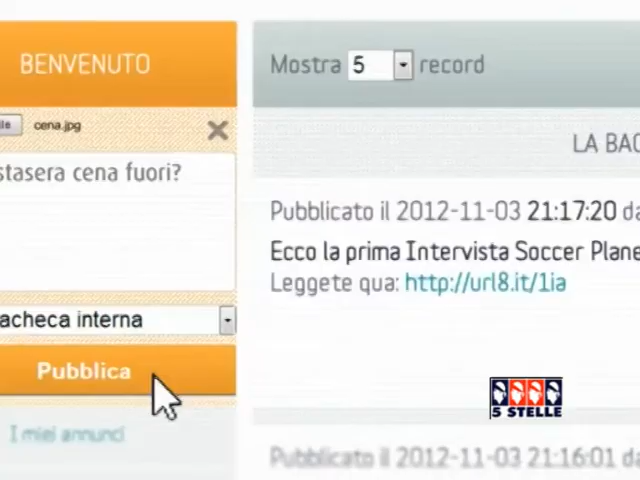 BENVENUTO
cena.jpg
stasera cena fuori?
acheca interna
Pubblica
I miei annunci
Mostra 5 record
LA BAC
Pubblicato il 2012-11-03 21:17:20 da
Ecco la prima Intervista Soccer Plane
Leggete qua: http://url8.it/1ia
5 STELLE
Pubblicato il 2012-11-03 21:16:01 da